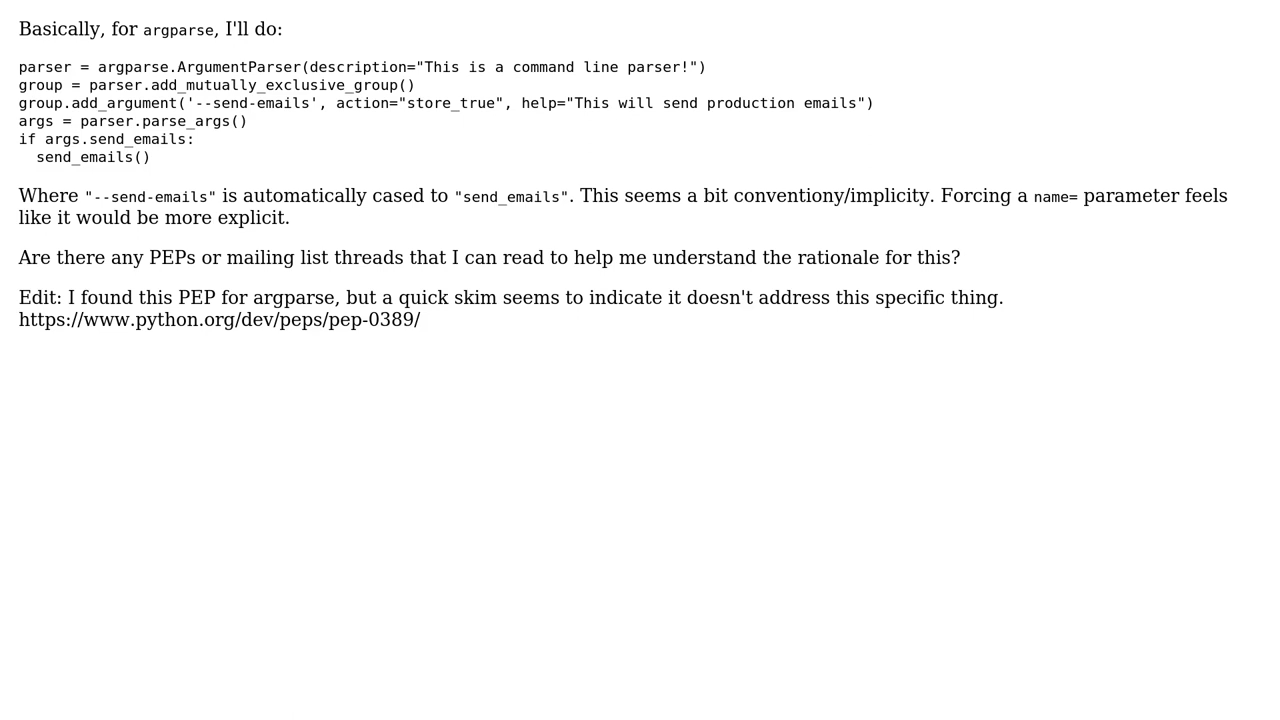 Basically, for argparse, I'll do:
parser = argparse.ArgumentParser(description="This is a command line parser!")
group = parser.add_mutually_exclusive_group()
group.add_argument('--send-emails', action="store_true", help="This will send production emails")
args = parser.parse_args()
if args.send_emails:
  send_emails()
Where "--send-emails" is automatically cased to "send_emails". This seems a bit conventiony/implicity. Forcing a name= parameter feels
like it would be more explicit.
Are there any PEPs or mailing list threads that I can read to help me understand the rationale for this?
Edit: I found this PEP for argparse, but a quick skim seems to indicate it doesn't address this specific thing.
https://www.python.org/dev/peps/pep-0389/